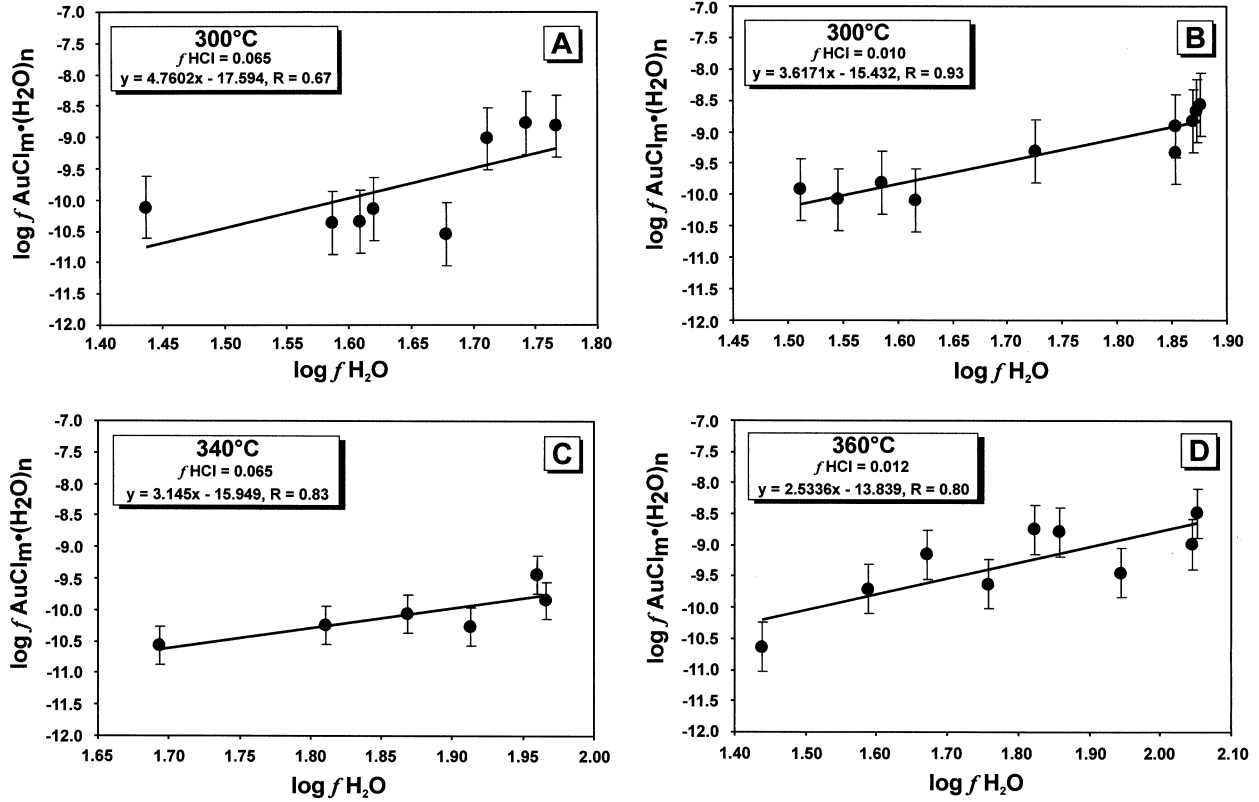 300°C
f HCl = 0.065
y = 4.7602x - 17.594, R = 0.67
A
log f AuClm•(H2O)n
-7.0
-7.5
-8.0
-8.5
-9.0
-9.5
-10.0
-10.5
-11.0
-11.5
-12.0
1.40 1.45 1.50 1.55 1.60 1.65 1.70 1.75 1.80
log f H2O
300°C
f HCl = 0.010
y = 3.6171x - 15.432, R = 0.93
B
log f AuClm•(H2O)n
-7.0
-7.5
-8.0
-8.5
-9.0
-9.5
-10.0
-10.5
-11.0
-11.5
-12.0
1.45 1.50 1.55 1.60 1.65 1.70 1.75 1.80 1.85 1.90
log f H2O
340°C
f HCl = 0.065
y = 3.145x - 15.949, R = 0.83
C
log f AuClm•(H2O)n
-7.0
-7.5
-8.0
-8.5
-9.0
-9.5
-10.0
-10.5
-11.0
-11.5
-12.0
1.65 1.70 1.75 1.80 1.85 1.90 1.95 2.00
log f H2O
360°C
f HCl = 0.012
y = 2.5336x - 13.839, R = 0.80
D
log f AuClm•(H2O)n
-7.0
-7.5
-8.0
-8.5
-9.0
-9.5
-10.0
-10.5
-11.0
-11.5
-12.0
1.40 1.50 1.60 1.70 1.80 1.90 2.00 2.10
log f H2O